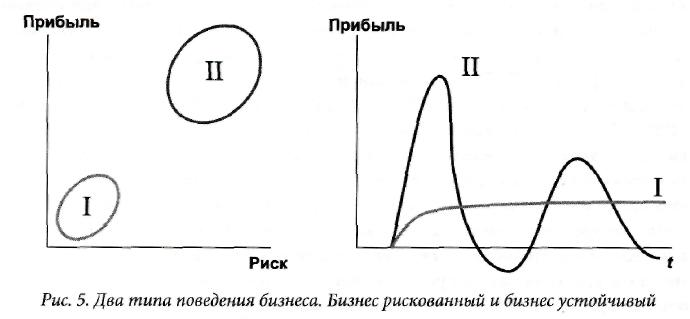 Прибыль
II
I
Риск
Прибыль
II
I
t
Рис. 5. Два типа поведения бизнеса. Бизнес рискованный и бизнес устойчивый